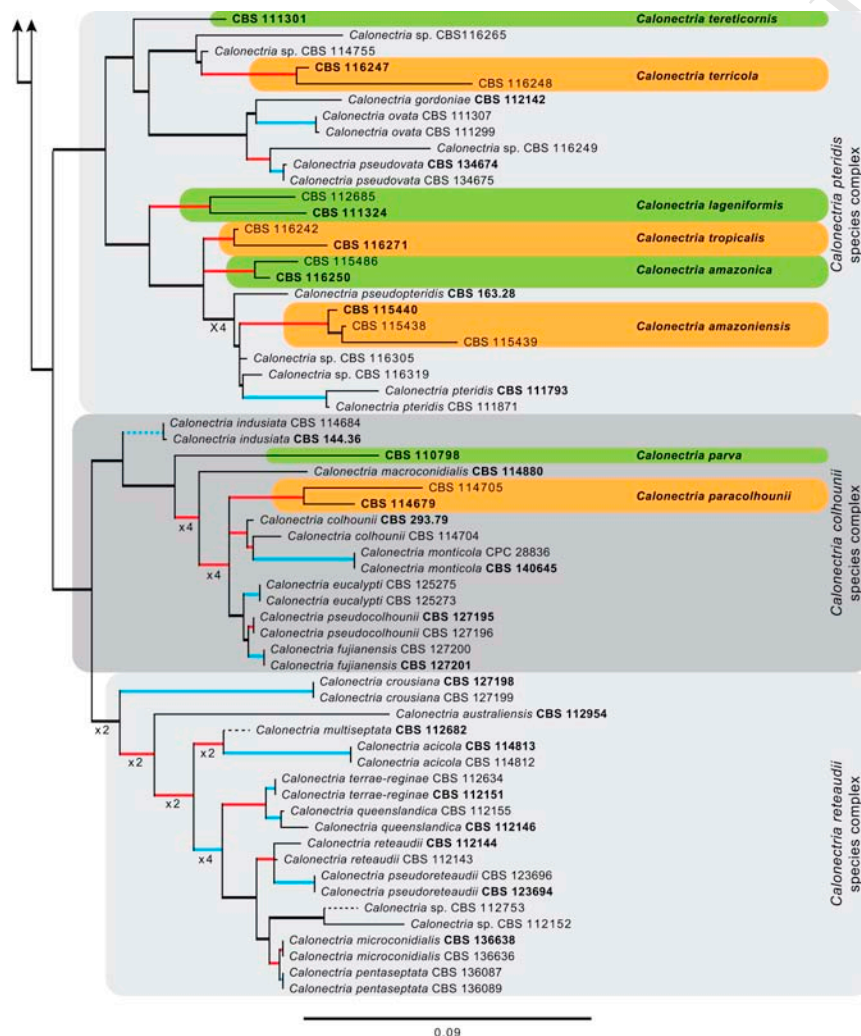 CBS 111301 Calonectria tereticornis
Calonectria sp. CBS116265
Calonectria sp. CBS 114755
CBS 116247
Calonectria terricola
CBS 116248
Calonectria gordoniae CBS 112142
Calonectria ovata CBS 111307
Calonectria ovata CBS 111299
Calonectria sp. CBS 116249
Calonectria pseudovata CBS 134674
Calonectria pseudovata CBS 134675
CBS 112685
Calonectria lageniformis
CBS 111324
CBS 116242
Calonectria tropicalis
CBS 116271
CBS 115486
Calonectria amazonica
CBS 116250
Calonectria pseudopteridis CBS 163.28
X4
CBS 115440
CBS 115438 Calonectria amazoniensis
CBS 115439
Calonectria sp. CBS 116305
Calonectria sp. CBS 116319
Calonectria pteridis CBS 111793
Calonectria pteridis CBS 111871
Calonectria pteridis
species complex
Calonectria indusiata CBS 114684
Calonectria indusiata CBS 144.36
CBS 110798 Calonectria parva
Calonectria macroconidialis CBS 114880
x4
CBS 114705
Calonectria paracolhounii
CBS 114679
Calonectria colhounii CBS 293.79
Calonectria colhounii CBS 114704
Calonectria monticola CPC 28836
Calonectria monticola CBS 140645
x4
Calonectria eucalypti CBS 125275
Calonectria eucalypti CBS 125273
Calonectria pseudocolhounii CBS 127195
Calonectria pseudocolhounii CBS 127196
Calonectria fujianensis CBS 127200
Calonectria fujianensis CBS 127201
Calonectria colhounii
species complex
Calonectria crousiana CBS 127198
Calonectria crousiana CBS 127199
x2
Calonectria australiensis CBS 112954
Calonectria multiseptata CBS 112682
x2
Calonectria acicola CBS 114813
x2
Calonectria acicola CBS 114812
Calonectria terrae-reginae CBS 112634
Calonectria terrae-reginae CBS 112151
x2
Calonectria queenslandica CBS 112155
Calonectria queenslandica CBS 112146
Calonectria reteaudii CBS 112144
x4
Calonectria reteaudii CBS 112143
Calonectria pseudoreteaudii CBS 123696
Calonectria pseudoreteaudii CBS 123694
Calonectria sp. CBS 112753
Calonectria sp. CBS 112152
Calonectria microconidialis CBS 136638
Calonectria microconidialis CBS 136636
Calonectria pentaseptata CBS 136087
Calonectria pentaseptata CBS 136089
Calonectria reteaudii
species complex
0.09